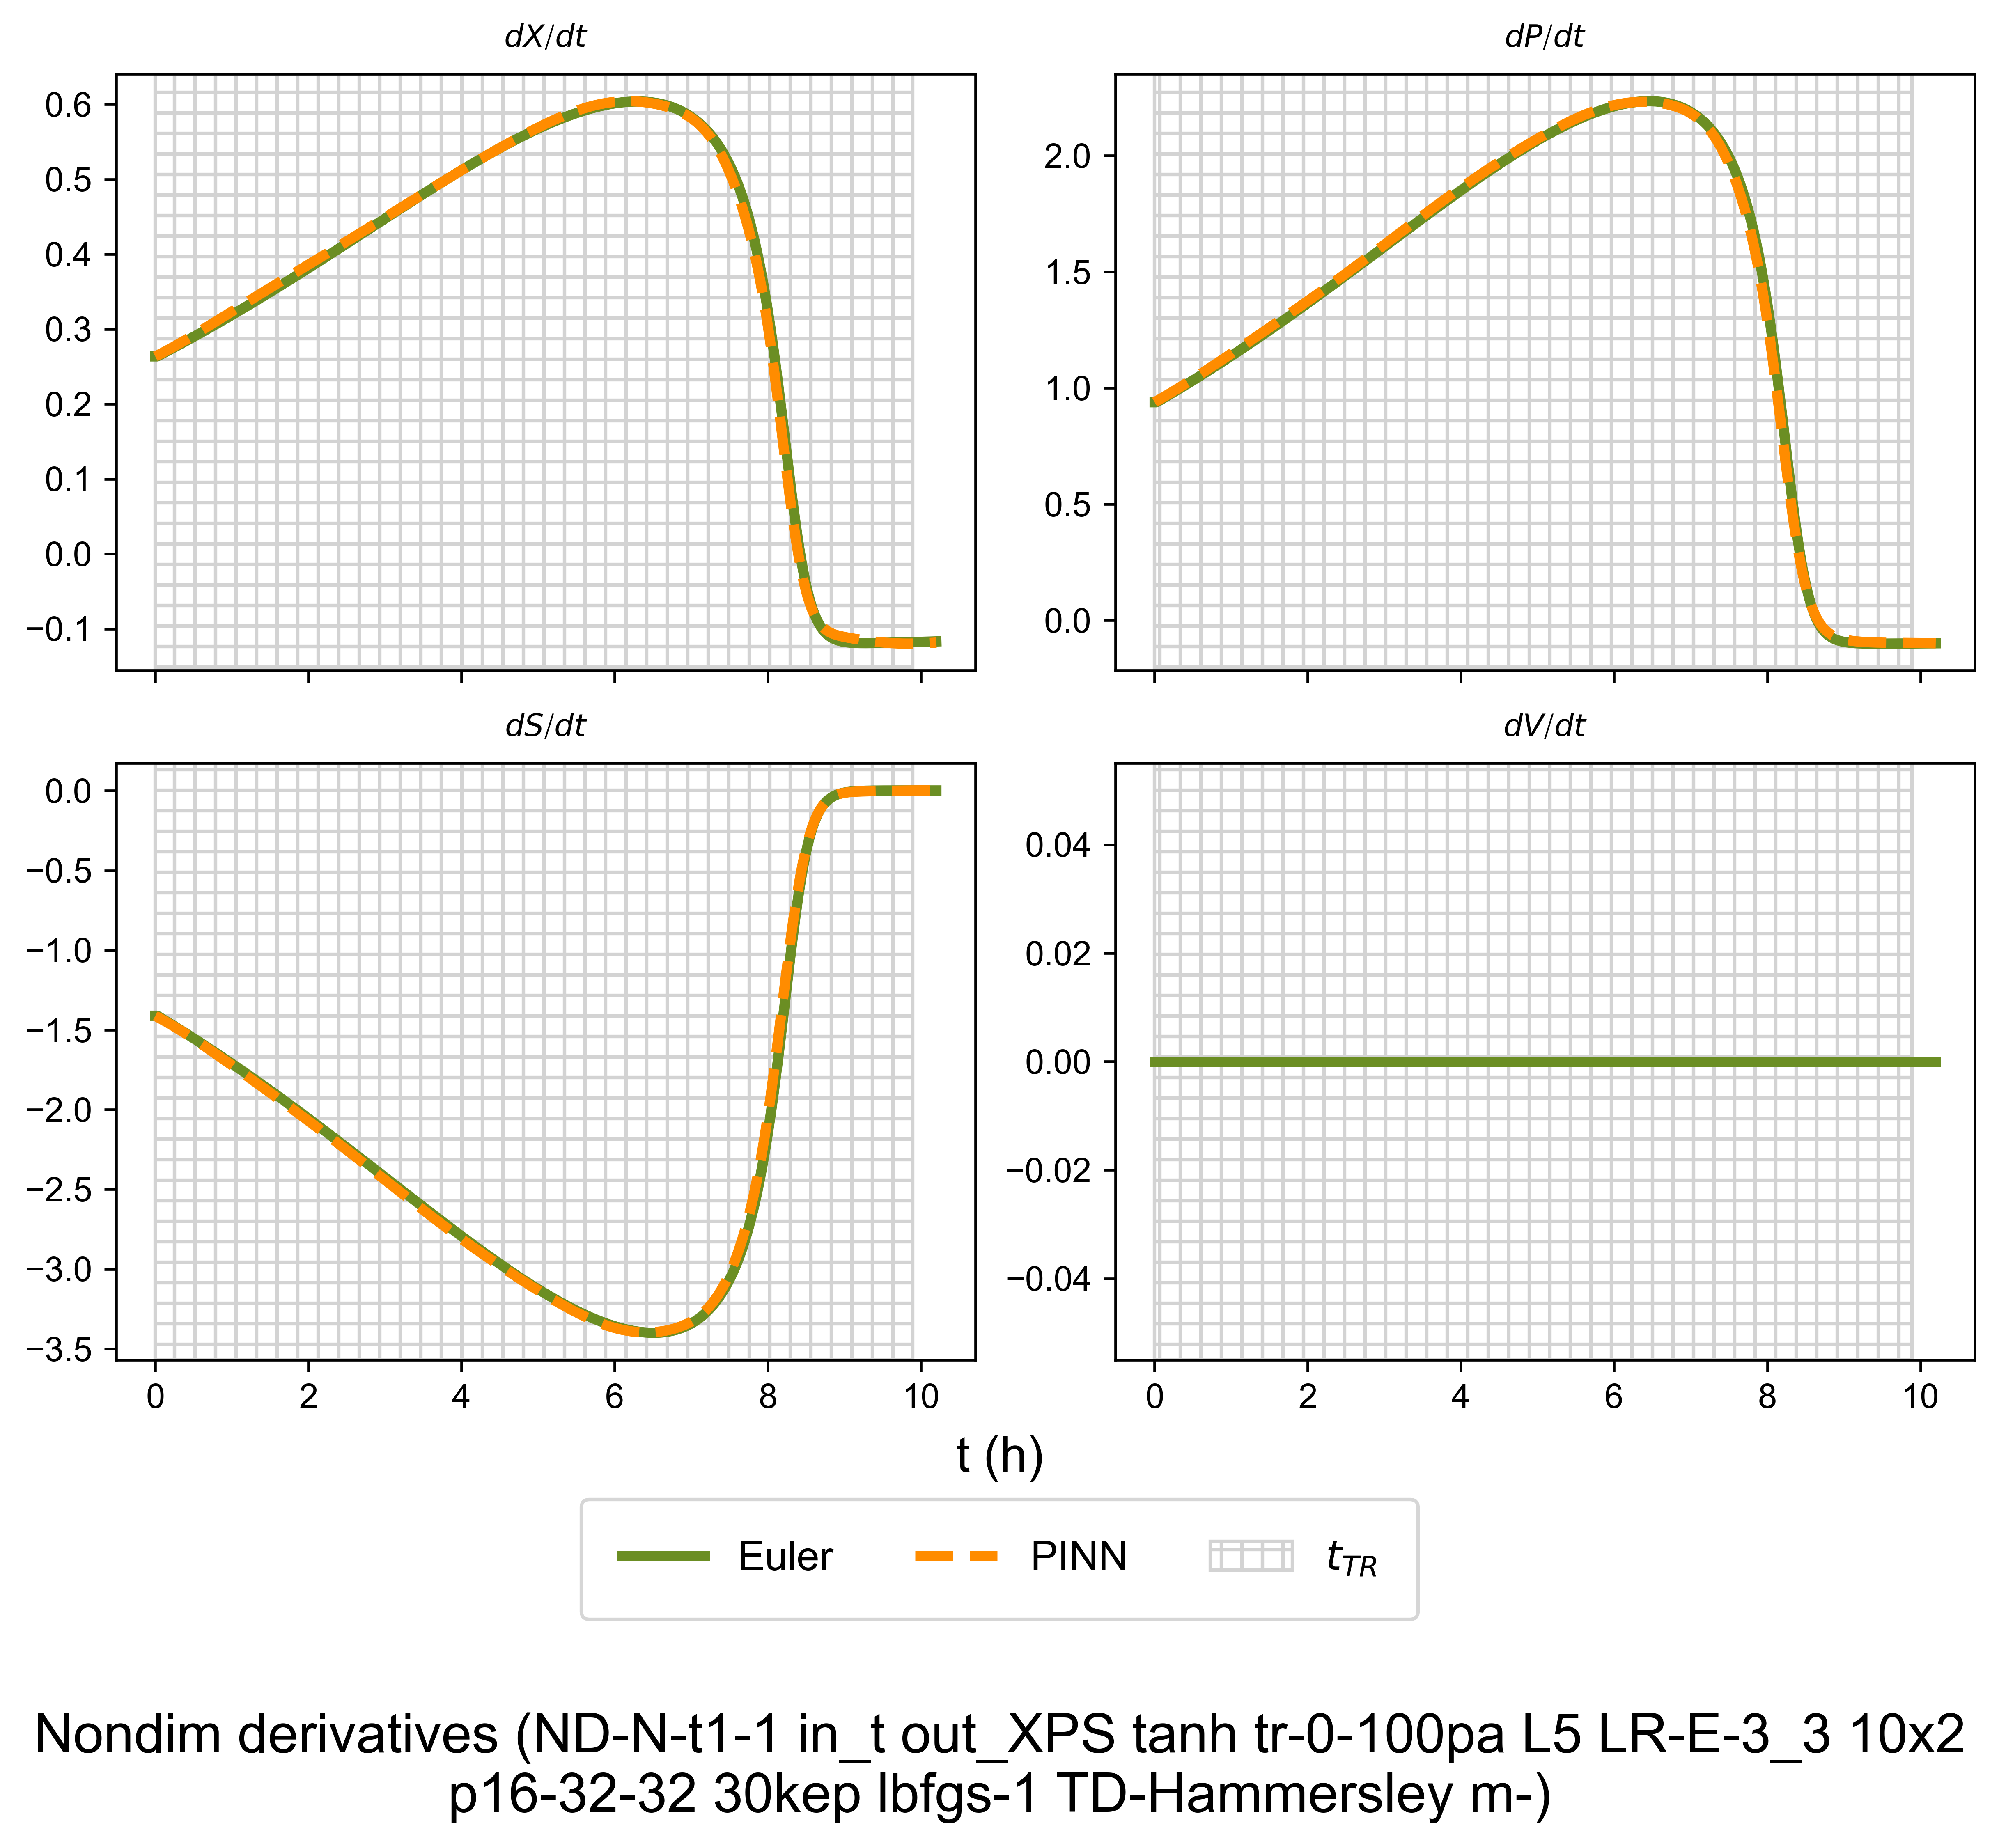 dX/dt
dP/dt
0.6
0.5
0.4
0.3
0.2
0.1
0.0
−0.1
2.0
1.5
1.0
0.5
0.0
dS/dt
dV/dt
0.0
−0.5
−1.0
−1.5
−2.0
−2.5
−3.0
−3.5
0.04
0.02
0.00
−0.02
−0.04
0 2 4 6 8 10
0 2 4 6 8 10
t (h)
Euler PINN t_TR
Nondim derivatives (ND-N-t1-1 in_t out_XPS tanh tr-0-100pa L5 LR-E-3_3 10x2
p16-32-32 30kep lbfgs-1 TD-Hammersley m-)